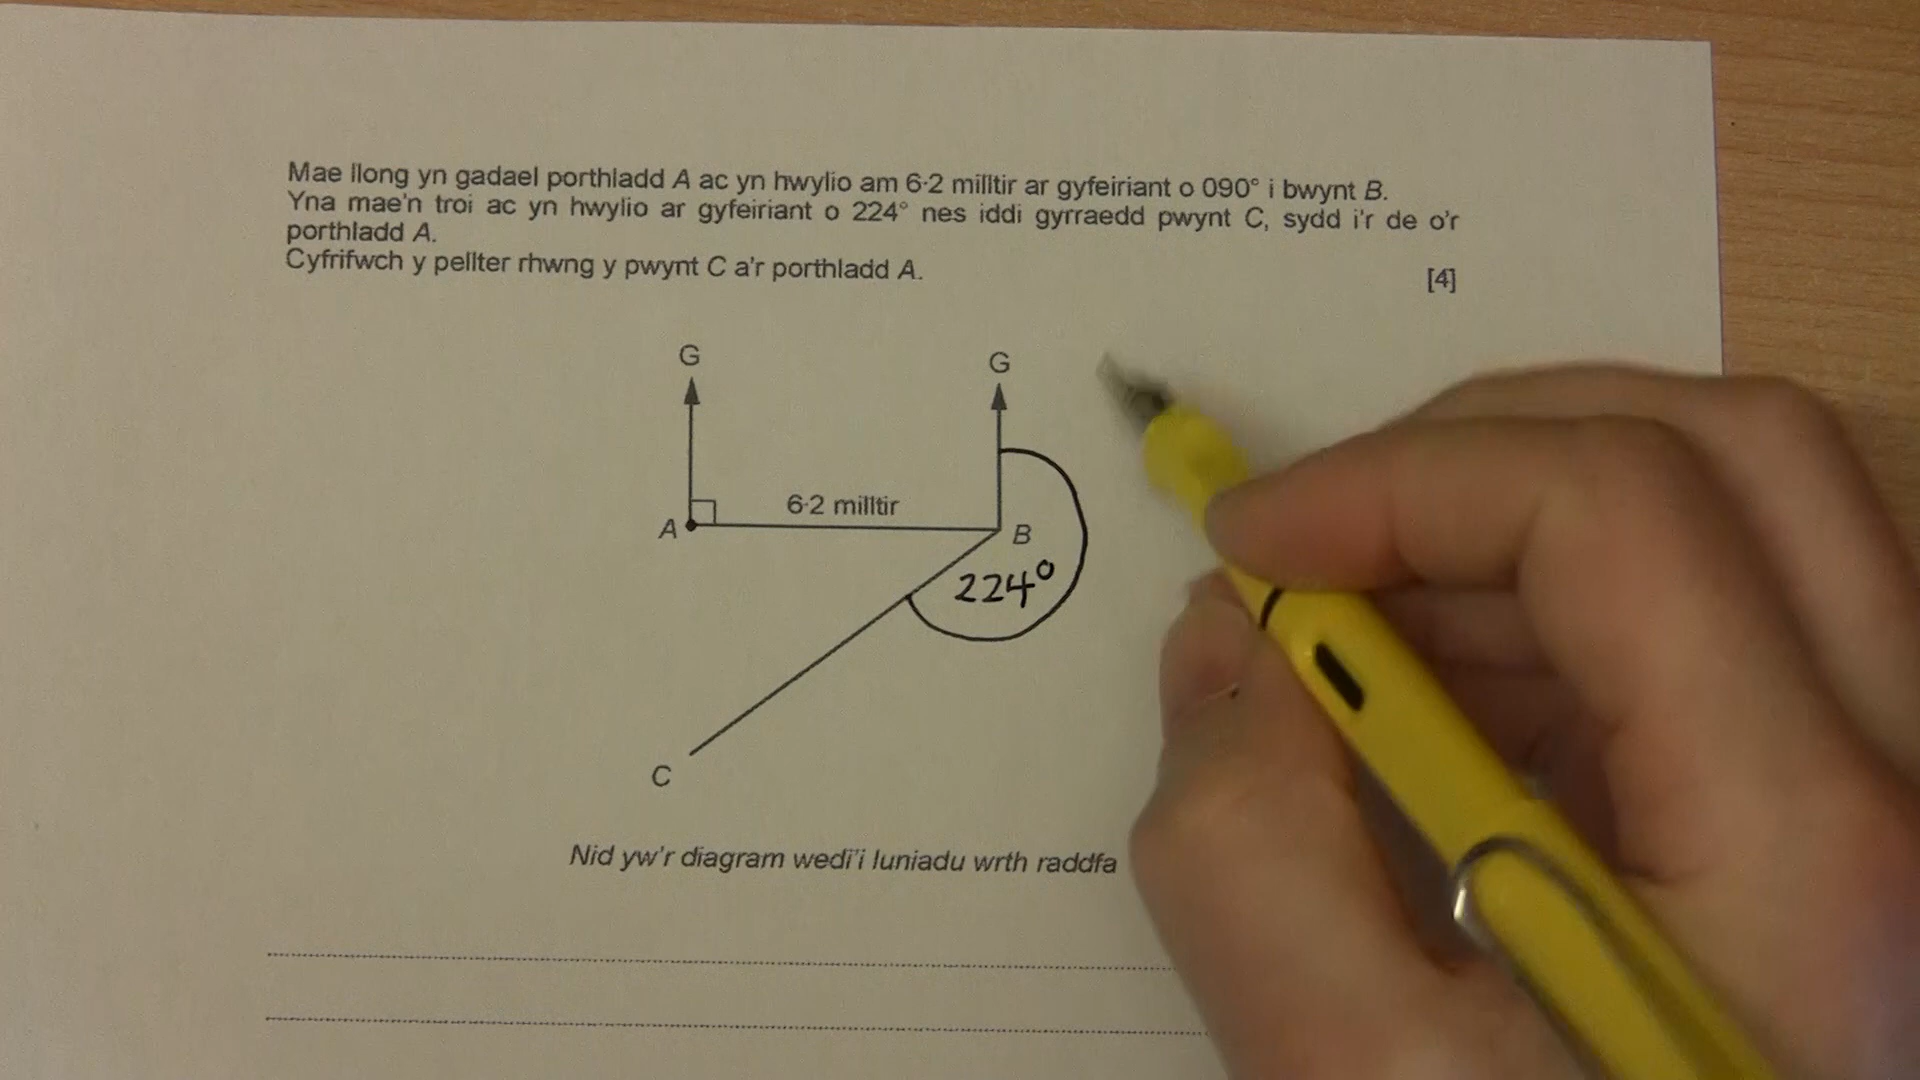 Mae llong yn gadael porthladd A ac yn hwylio am 6·2 milltir ar gyfeiriant o 090° i bwynt B.
Yna mae'n troi ac yn hwylio ar gyfeiriant o 224° nes iddi gyrraedd pwynt C, sydd i'r de o'r
porthladd A.
Cyfrifwch y pellter rhwng y pwynt C a'r porthladd A.
[4]
G
G
6·2 milltir
A
B
224°
C
Nid yw'r diagram wedi'i luniadu wrth raddfa